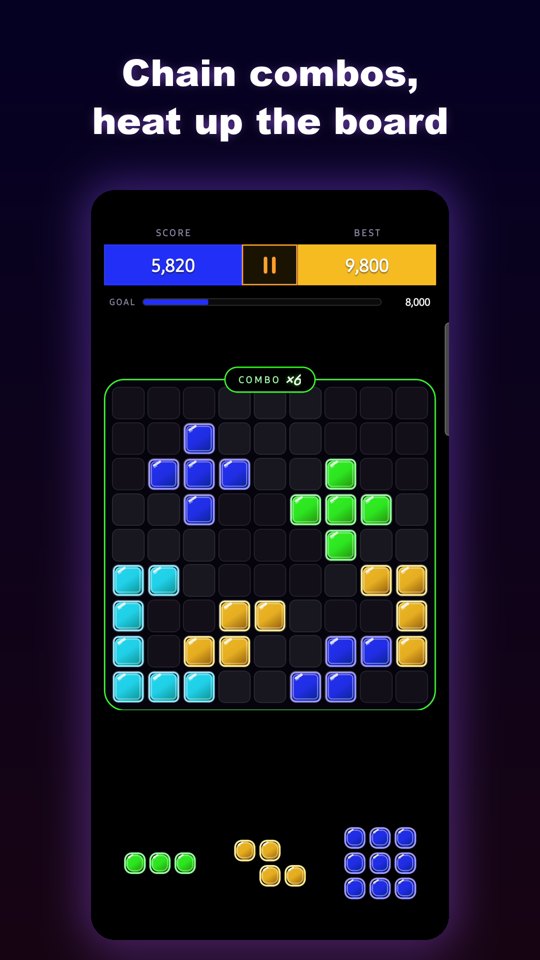 Chain combos,
heat up the board
SCORE
BEST
5,820
9,800
GOAL
8,000
COMBO x6